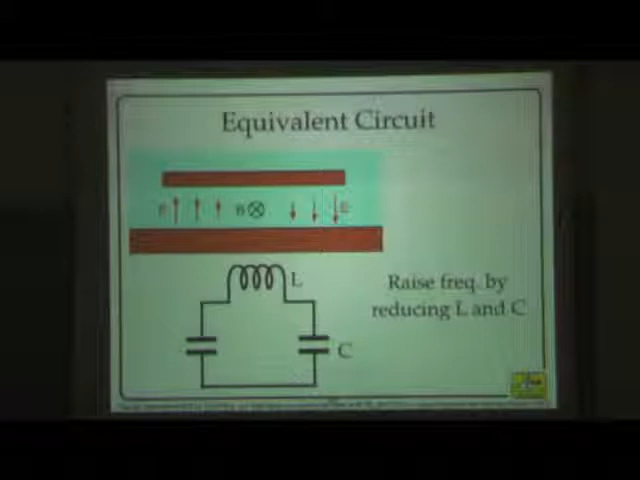 Equivalent Circuit
E B ⊗ E
L
Raise freq. by
reducing L and C
C